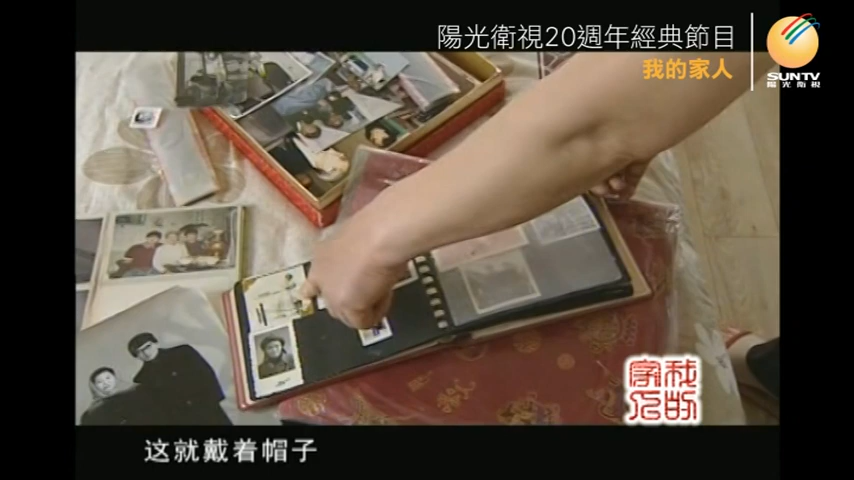 陽光衛視20週年經典節目
我的家人
SUNTV
陽光衛視
我的
家人
这就戴着帽子